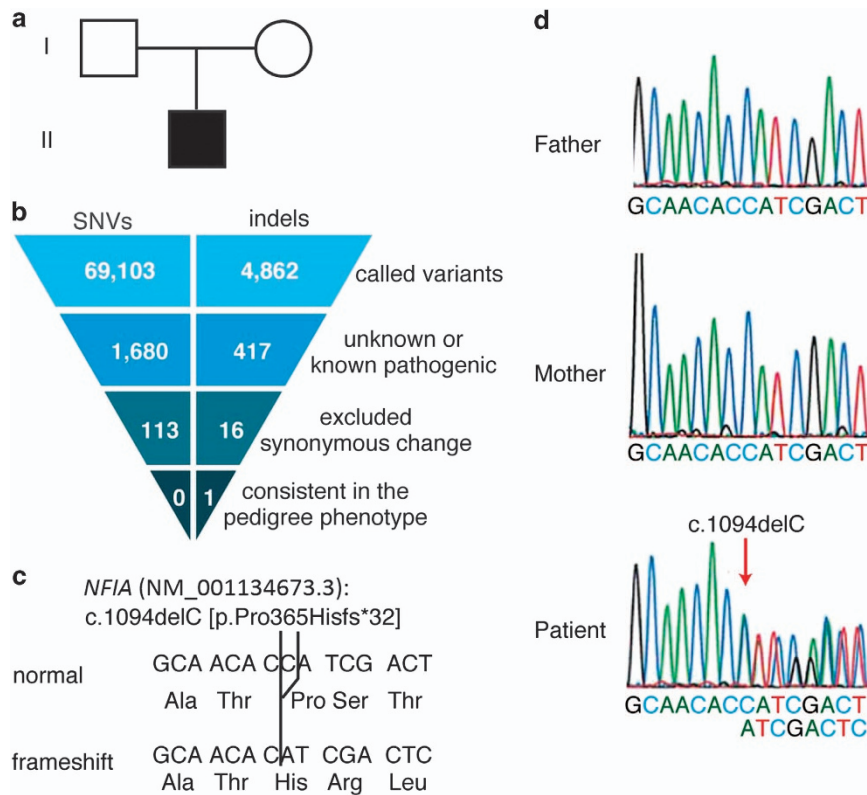 a
I
II
b
SNVs
indels
69,103
4,862
called variants
1,680
417
unknown or
known pathogenic
113
16
excluded
synonymous change
0
1
consistent in the
pedigree phenotype
c
NFIA (NM_001134673.3):
c.1094delC [p.Pro365Hisfs*32]
normal
GCA ACA CCA TCG ACT
Ala Thr Pro Ser Thr
frameshift
GCA ACA CAT CGA CTC
Ala Thr His Arg Leu
d
Father
GCAACACCATCGACT
Mother
GCAACACCATCGACT
c.1094delC
Patient
GCAACACCATCGACT
ATCGACTC